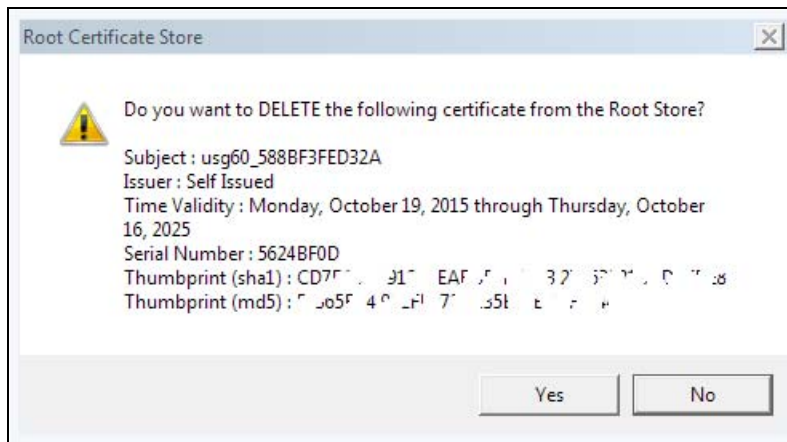 Root Certificate Store
Do you want to DELETE the following certificate from the Root Store?
Subject : usg60_588BF3FED32A
Issuer : Self Issued
Time Validity : Monday, October 19, 2015 through Thursday, October
16, 2025
Serial Number : 5624BF0D
Thumbprint (sha1) :
Thumbprint (md5) :
Yes
No